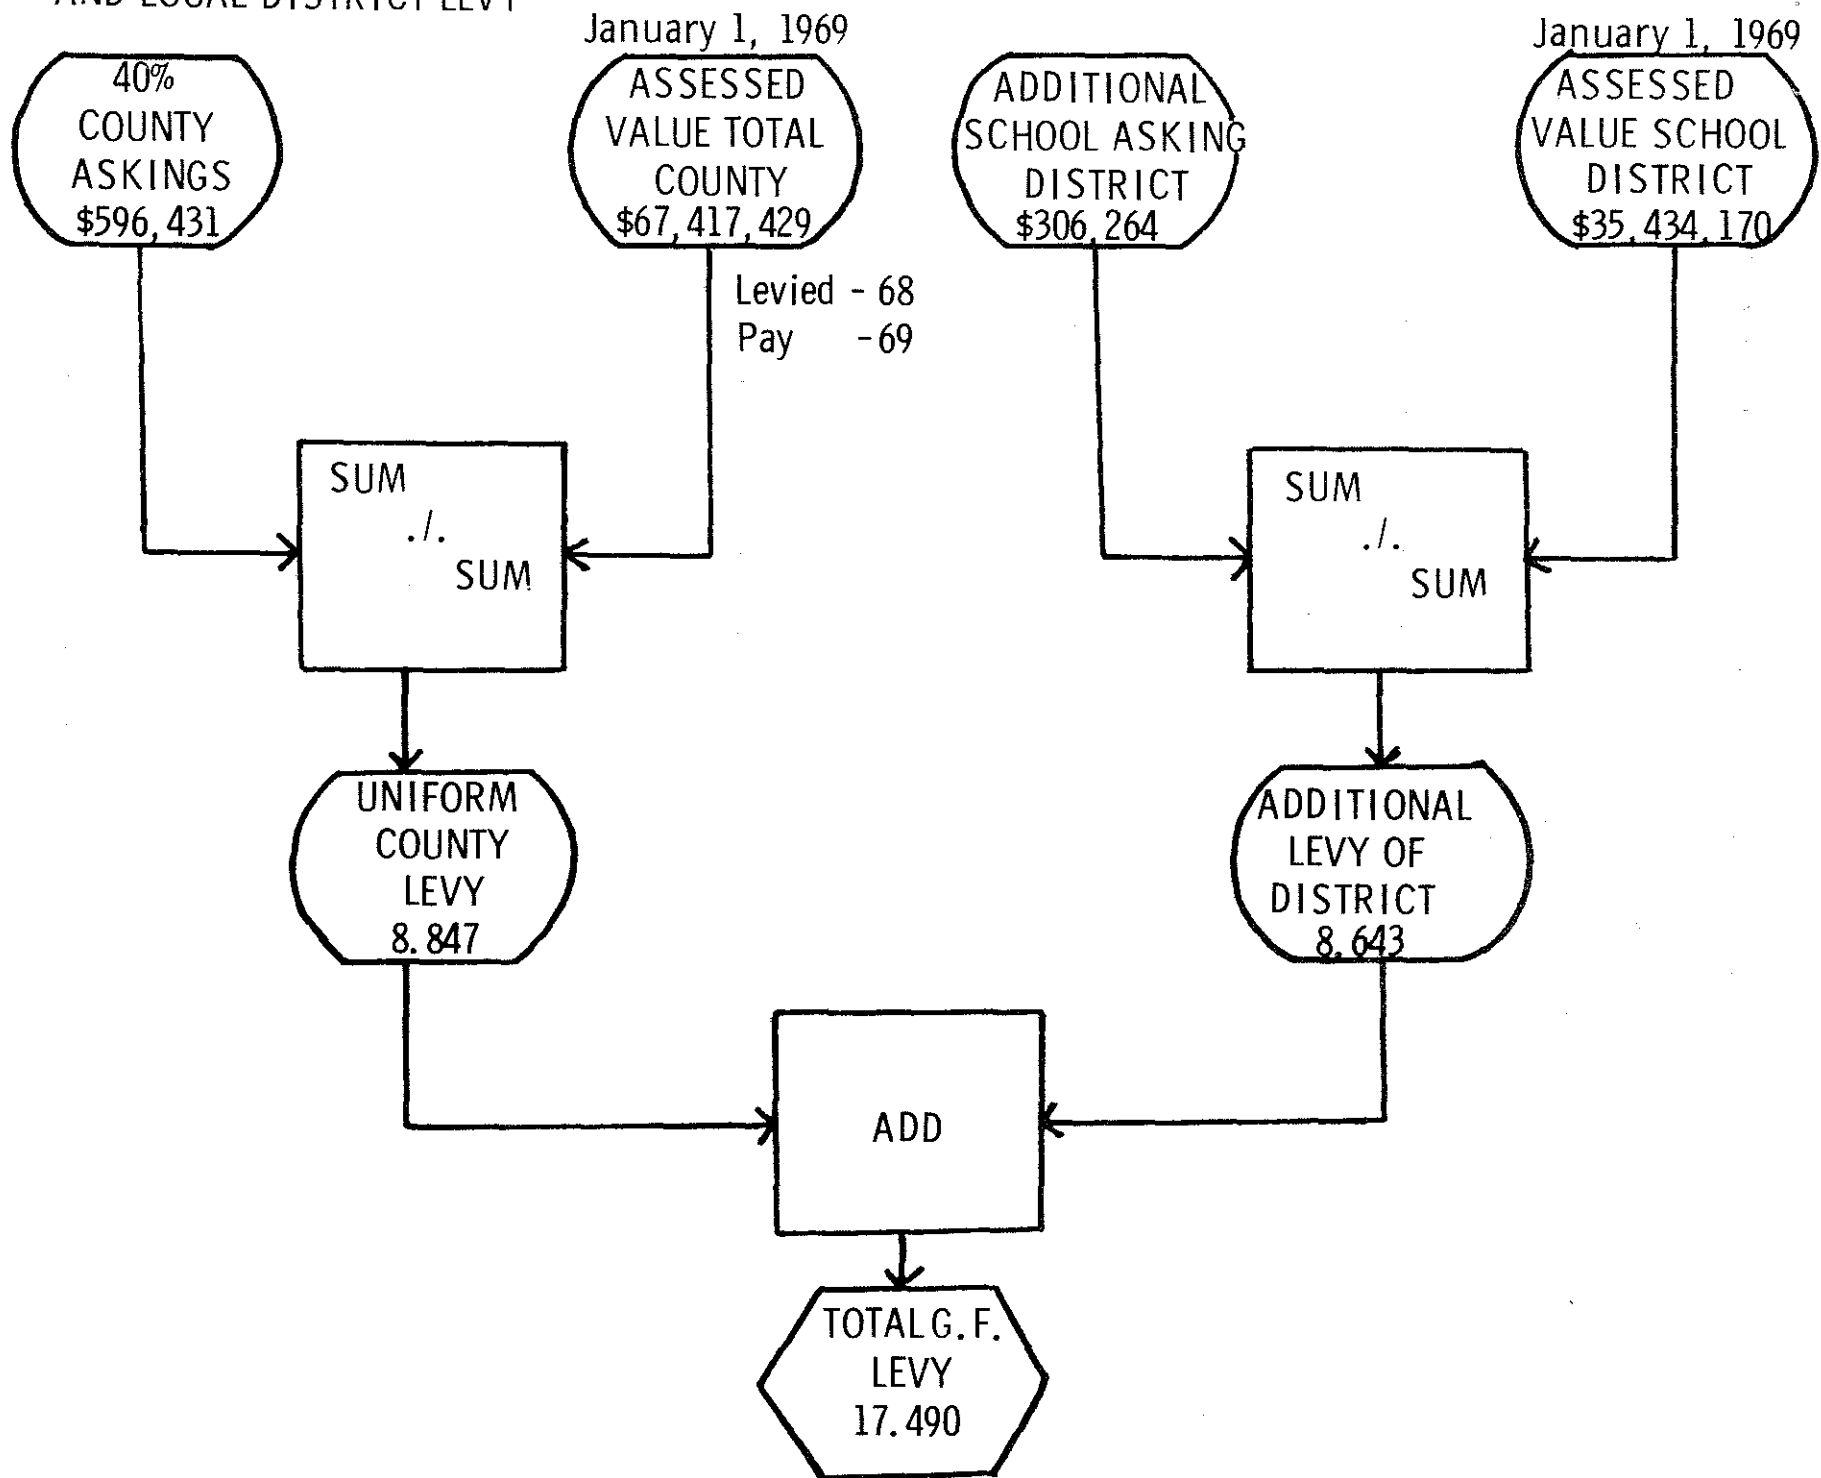 AND LOCAL DISTRICT LEVY
January 1, 1969
January 1, 1969
40%
COUNTY
ASKINGS
$596,431
ASSESSED
VALUE TOTAL
COUNTY
$67,417,429
ADDITIONAL
SCHOOL ASKING
DISTRICT
$306,264
ASSESSED
VALUE SCHOOL
DISTRICT
$35,434,170
Levied - 68
Pay - 69
SUM
./.
SUM
SUM
./.
SUM
UNIFORM
COUNTY
LEVY
8.847
ADDITIONAL
LEVY OF
DISTRICT
8.643
ADD
TOTAL G.F.
LEVY
17.490